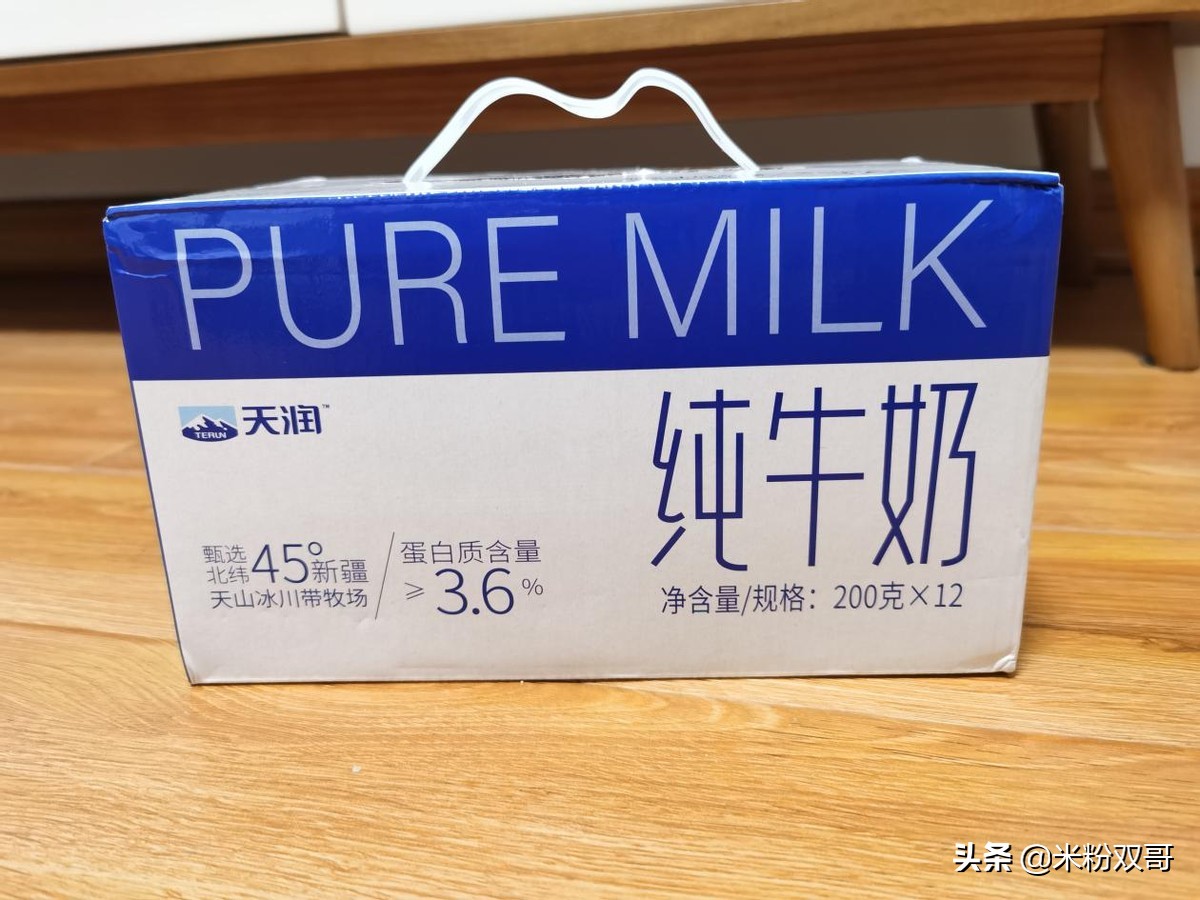 PURE MILK
TERUN 天润™
纯牛奶
甄选
北纬 45° 新疆
天山冰川带牧场
蛋白质含量
≥3.6%
净含量/规格：200克×12
头条 @米粉双哥